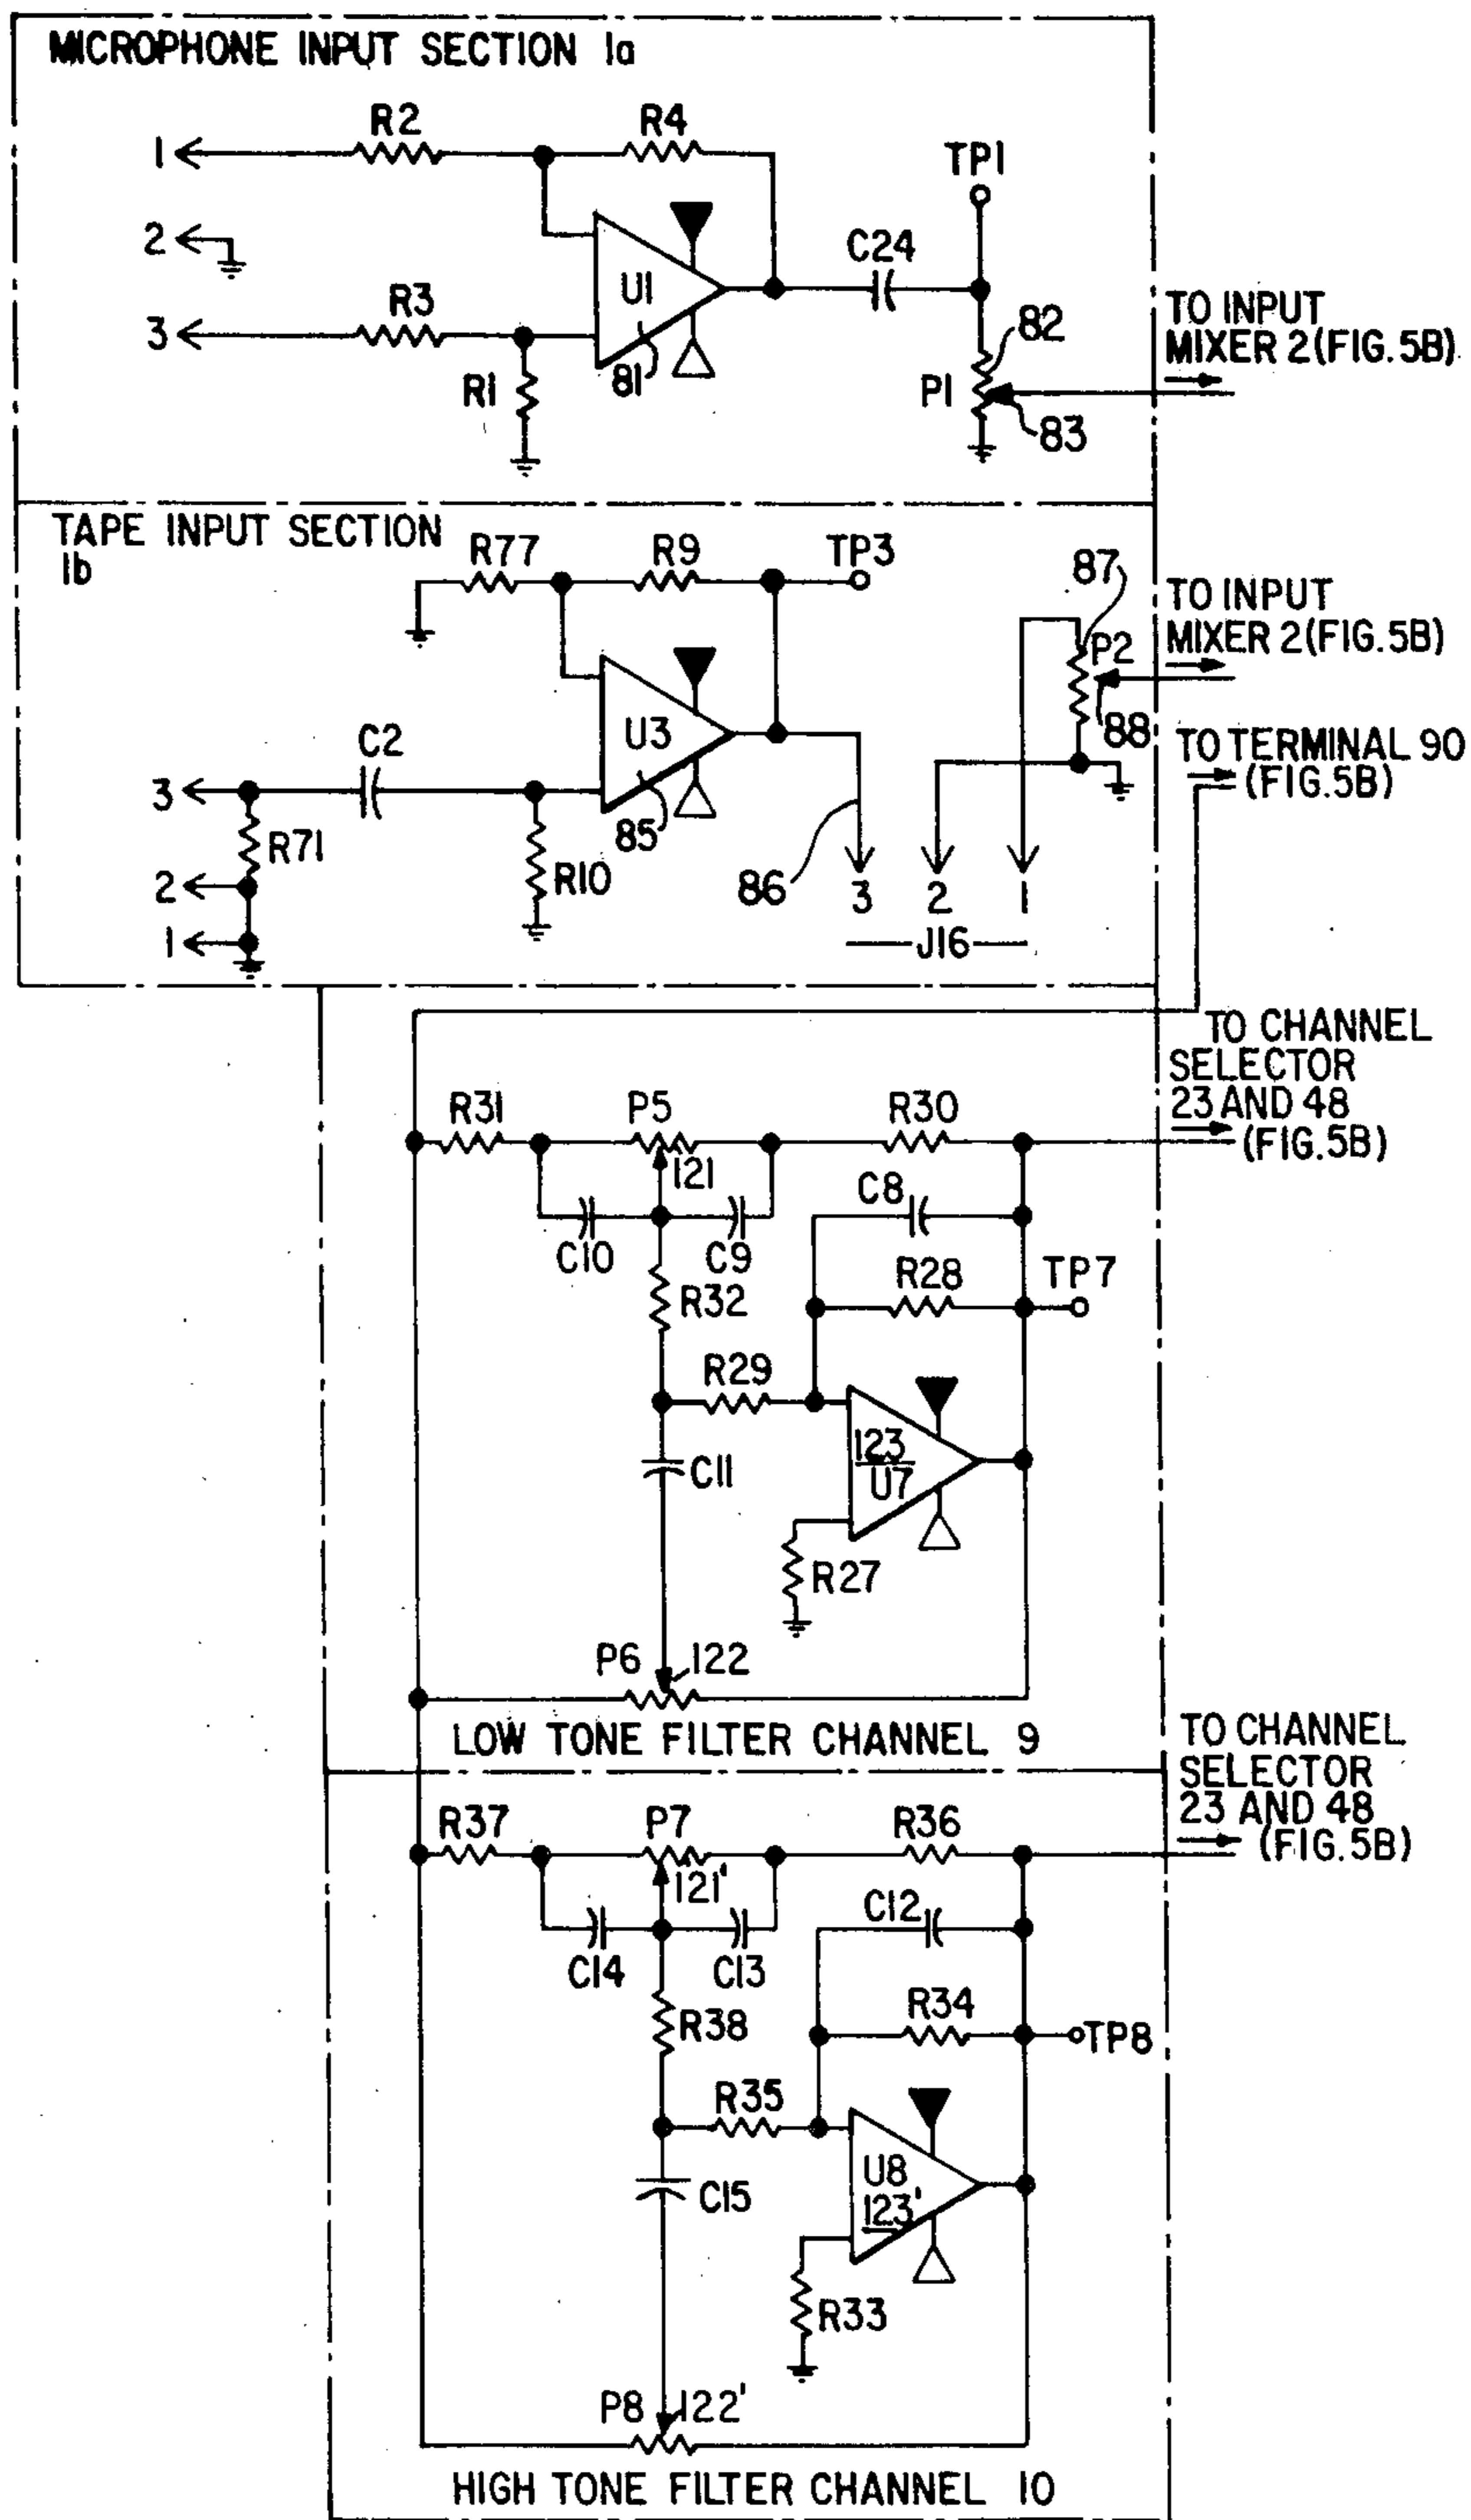 MICROPHONE INPUT SECTION 1a
R2
R4
1
TP1
2
C24
U1
R3
3
81
82
TO INPUT
MIXER 2 (FIG. 5B)
R1
P1
83
TAPE INPUT SECTION
1b
R77
R9
TP3
87
TO INPUT
MIXER 2 (FIG. 5B)
P2
88
C2
U3
TO TERMINAL 90
(FIG. 5B)
3
R71
85
2
R10
86
3
2
1
1
J16
TO CHANNEL
SELECTOR
23 AND 48
(FIG. 5B)
R31
P5
R30
121
C8
C10
C9
R28
TP7
R32
R29
123
U7
C11
R27
P6
122
LOW TONE FILTER CHANNEL 9
TO CHANNEL
SELECTOR
23 AND 48
(FIG. 5B)
R37
P7
R36
121'
C12
C14
C13
R34
R38
TP8
R35
U8
123'
C15
R33
P8
122'
HIGH TONE FILTER CHANNEL 10